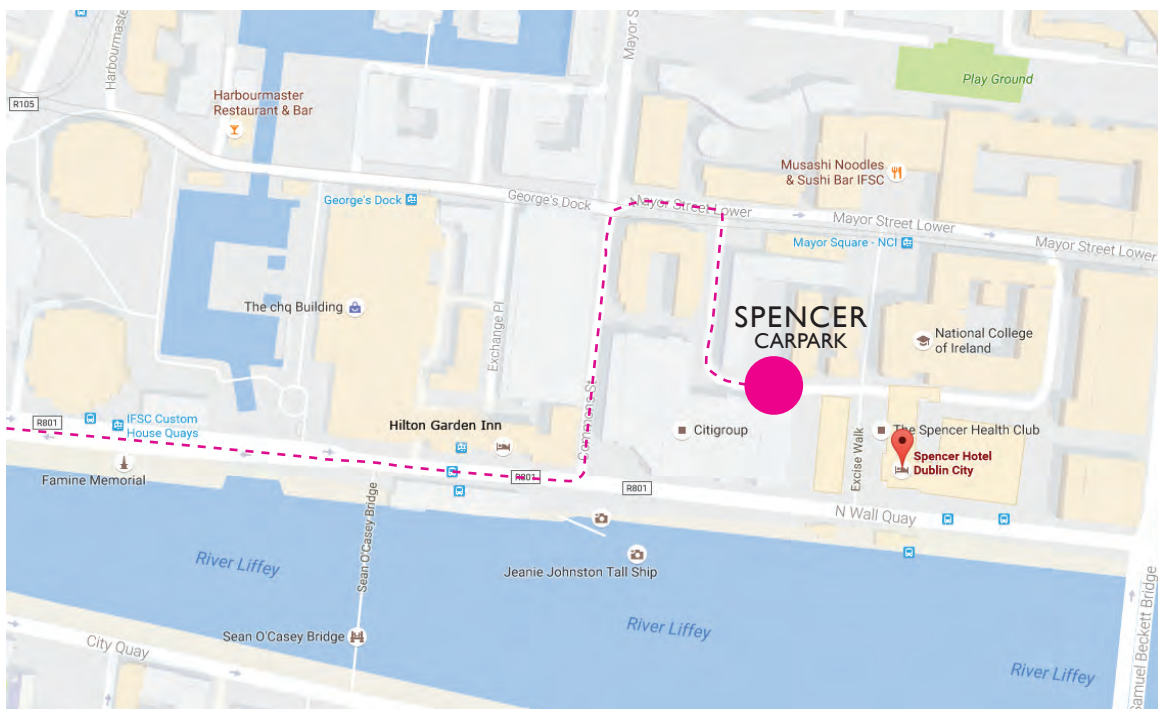 Mayor S
Harbourmaster
Play Ground
Harbourmaster
Restaurant & Bar
R105
Musashi Noodles
& Sushi Bar IFSC
George's Dock
George's Dock
Mayor Street Lower
Mayor Street Lower
Mayor Street Lower
Mayor Square - NCI
The chq Building
Exchange Pl
SPENCER
CARPARK
National College
of Ireland
Commons St
R801
IFSC Custom
House Quays
Hilton Garden Inn
Citigroup
The Spencer Health Club
Spencer Hotel
Dublin City
Excise Walk
Famine Memorial
R801
R801
N Wall Quay
Sean O'Casey Bridge
River Liffey
Jeanie Johnston Tall Ship
Sean O'Casey Bridge
River Liffey
City Quay
River Liffey
Samuel Beckett Bridge